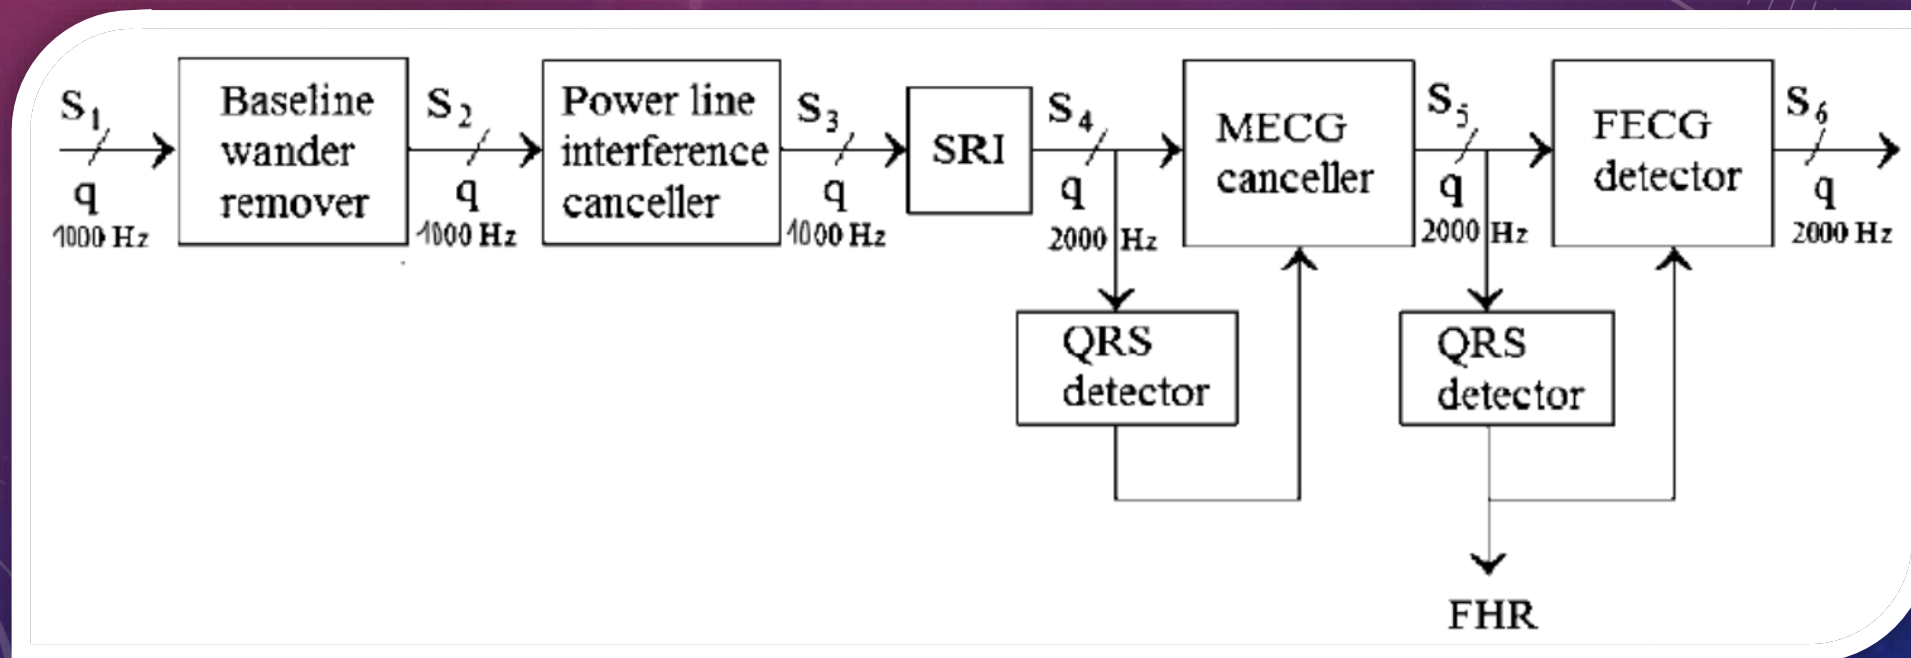 S1
q
1000 Hz
Baseline
wander
remover
S2
q
1000 Hz
Power line
interference
canceller
S3
q
1000 Hz
SRI
S4
q
2000 Hz
MECG
canceller
S5
q
2000 Hz
FECG
detector
S6
q
2000 Hz
QRS
detector
QRS
detector
FHR